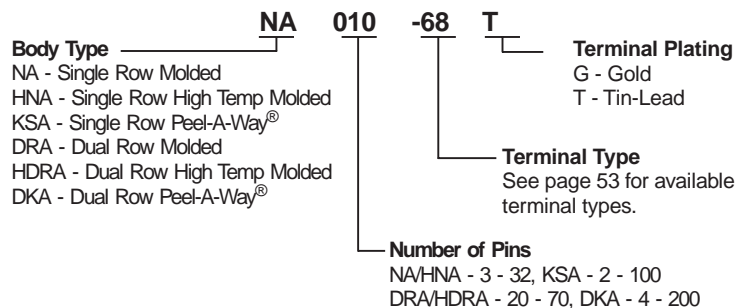 NA 010 -68 T
Body Type
NA - Single Row Molded
HNA - Single Row High Temp Molded
KSA - Single Row Peel-A-Way®
DRA - Dual Row Molded
HDRA - Dual Row High Temp Molded
DKA - Dual Row Peel-A-Way®
Terminal Plating
G - Gold
T - Tin-Lead
Terminal Type
See page 53 for available
terminal types.
Number of Pins
NA/HNA - 3 - 32, KSA - 2 - 100
DRA/HDRA - 20 - 70, DKA - 4 - 200